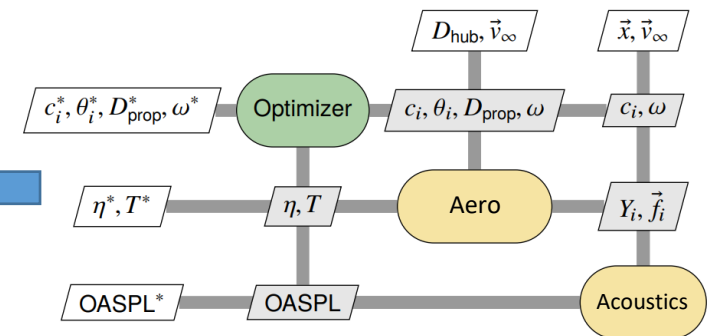 D_hub, v⃗_∞
x⃗, v⃗_∞
c_i^*, θ_i^*, D_prop^*, ω^*
Optimizer
c_i, θ_i, D_prop, ω
c_i, ω
η^*, T^*
η, T
Aero
Y_i, f⃗_i
OASPL^*
OASPL
Acoustics